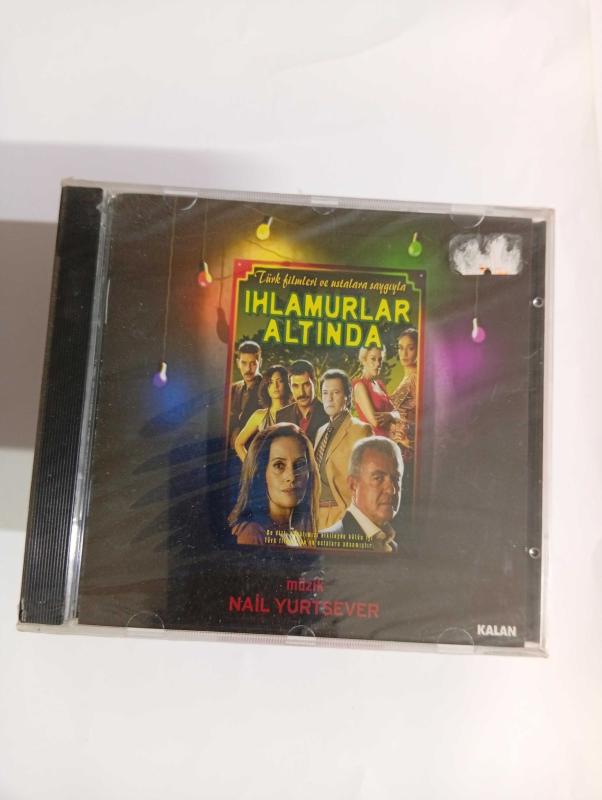 Türk filmleri ve ustalara saygıyla
IHLAMURLAR
ALTINDA
müzik
NAİL YURTSEVER
KALAN